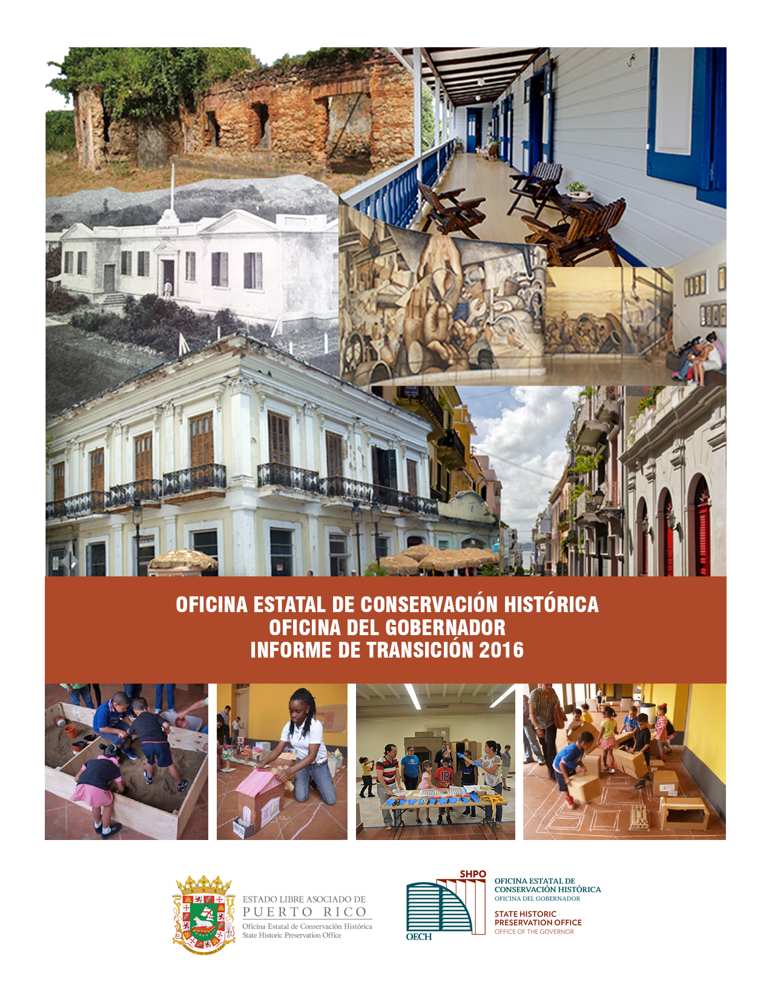 OFICINA ESTATAL DE CONSERVACIÓN HISTÓRICA
OFICINA DEL GOBERNADOR
INFORME DE TRANSICIÓN 2016
18
ESTADO LIBRE ASOCIADO DE
PUERTO RICO
Oficina Estatal de Conservación Histórica
State Historic Preservation Office
SHPO
OECH
OFICINA ESTATAL DE
CONSERVACIÓN HISTÓRICA
OFICINA DEL GOBERNADOR
STATE HISTORIC
PRESERVATION OFFICE
OFFICE OF THE GOVERNOR